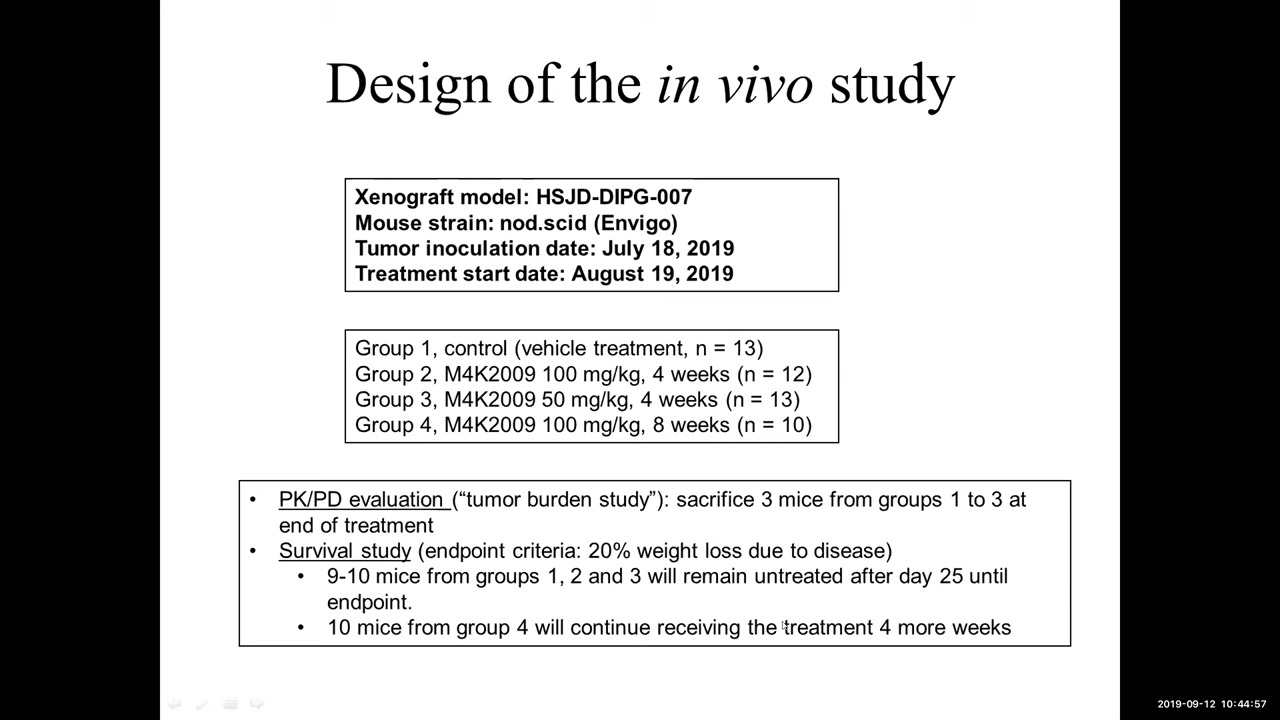 Design of the in vivo study
Xenograft model: HSJD-DIPG-007
Mouse strain: nod.scid (Envigo)
Tumor inoculation date: July 18, 2019
Treatment start date: August 19, 2019
Group 1, control (vehicle treatment, n = 13)
Group 2, M4K2009 100 mg/kg, 4 weeks (n = 12)
Group 3, M4K2009 50 mg/kg, 4 weeks (n = 13)
Group 4, M4K2009 100 mg/kg, 8 weeks (n = 10)
• PK/PD evaluation (“tumor burden study”): sacrifice 3 mice from groups 1 to 3 at
end of treatment
• Survival study (endpoint criteria: 20% weight loss due to disease)
• 9-10 mice from groups 1, 2 and 3 will remain untreated after day 25 until
endpoint.
• 10 mice from group 4 will continue receiving the treatment 4 more weeks
2019-09-12 10:44:57